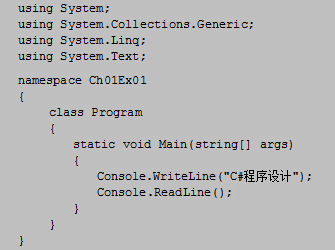 using System;
using System.Collections.Generic;
using System.Linq;
using System.Text;
namespace Ch01Ex01
{
    class Program
    {
        static void Main(string[] args)
        {
            Console.WriteLine("C#程序设计");
            Console.ReadLine();
        }
    }
}